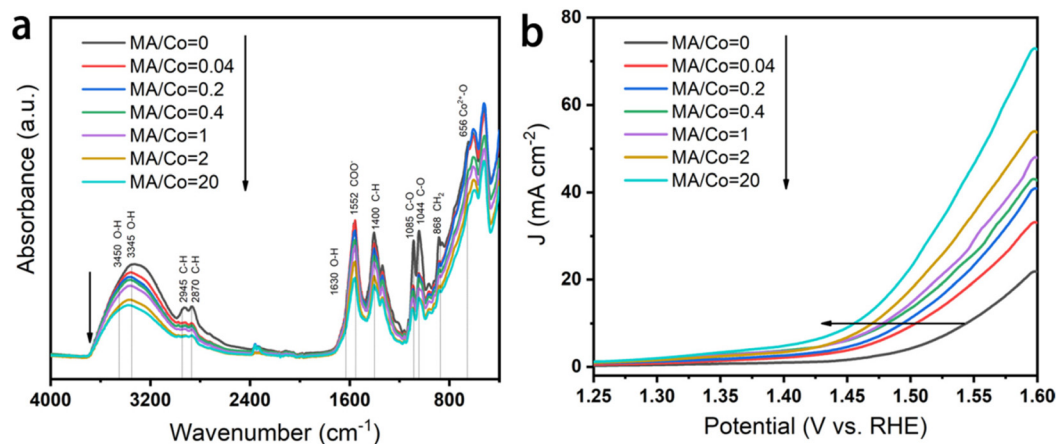 a
MA/Co=0
MA/Co=0.04
MA/Co=0.2
MA/Co=0.4
MA/Co=1
MA/Co=2
MA/Co=20
3450 O-H
3345 O-H
2945 C-H
2870 C-H
1630 O-H
1552 COO⁻
1400 C-H
1085 C-O
1044 C-O
868 CH₂
656 Co²⁺-O
Absorbance (a.u.)
4000 3200 2400 1600 800
Wavenumber (cm⁻¹)
b
MA/Co=0
MA/Co=0.04
MA/Co=0.2
MA/Co=0.4
MA/Co=1
MA/Co=2
MA/Co=20
J (mA cm⁻²)
80
60
40
20
0
1.25 1.30 1.35 1.40 1.45 1.50 1.55 1.60
Potential (V vs. RHE)